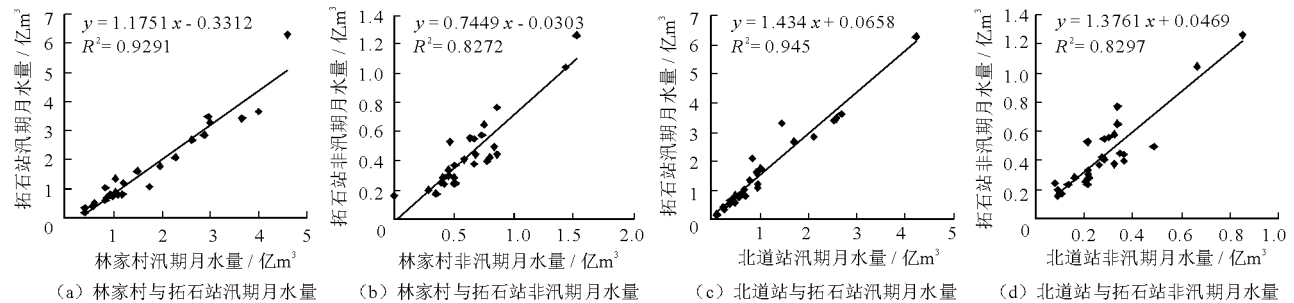 y = 1.1751 x - 0.3312
R² = 0.9291
拓石站汛期月水量 / 亿m³
7
6
5
4
3
2
1
0
1 2 3 4 5
林家村汛期月水量 / 亿m³
(a) 林家村与拓石站汛期月水量
y = 0.7449 x - 0.0303
R² = 0.8272
拓石站非汛期月水量 / 亿m³
1.4
1.2
1.0
0.8
0.6
0.4
0.2
0
0.5 1.0 1.5 2.0
林家村非汛期月水量 / 亿m³
(b) 林家村与拓石站非汛期月水量
y = 1.434 x + 0.0658
R² = 0.945
拓石站汛期月水量 / 亿m³
7
6
5
4
3
2
1
0
1 2 3 4 5
北道站汛期月水量 / 亿m³
(c) 北道站与拓石站汛期月水量
y = 1.3761 x + 0.0469
R² = 0.8297
拓石站非汛期月水量 / 亿m³
1.4
1.2
1.0
0.8
0.6
0.4
0.2
0
0.2 0.4 0.6 0.8 1.0
北道站非汛期月水量 / 亿m³
(d) 北道站与拓石站非汛期月水量